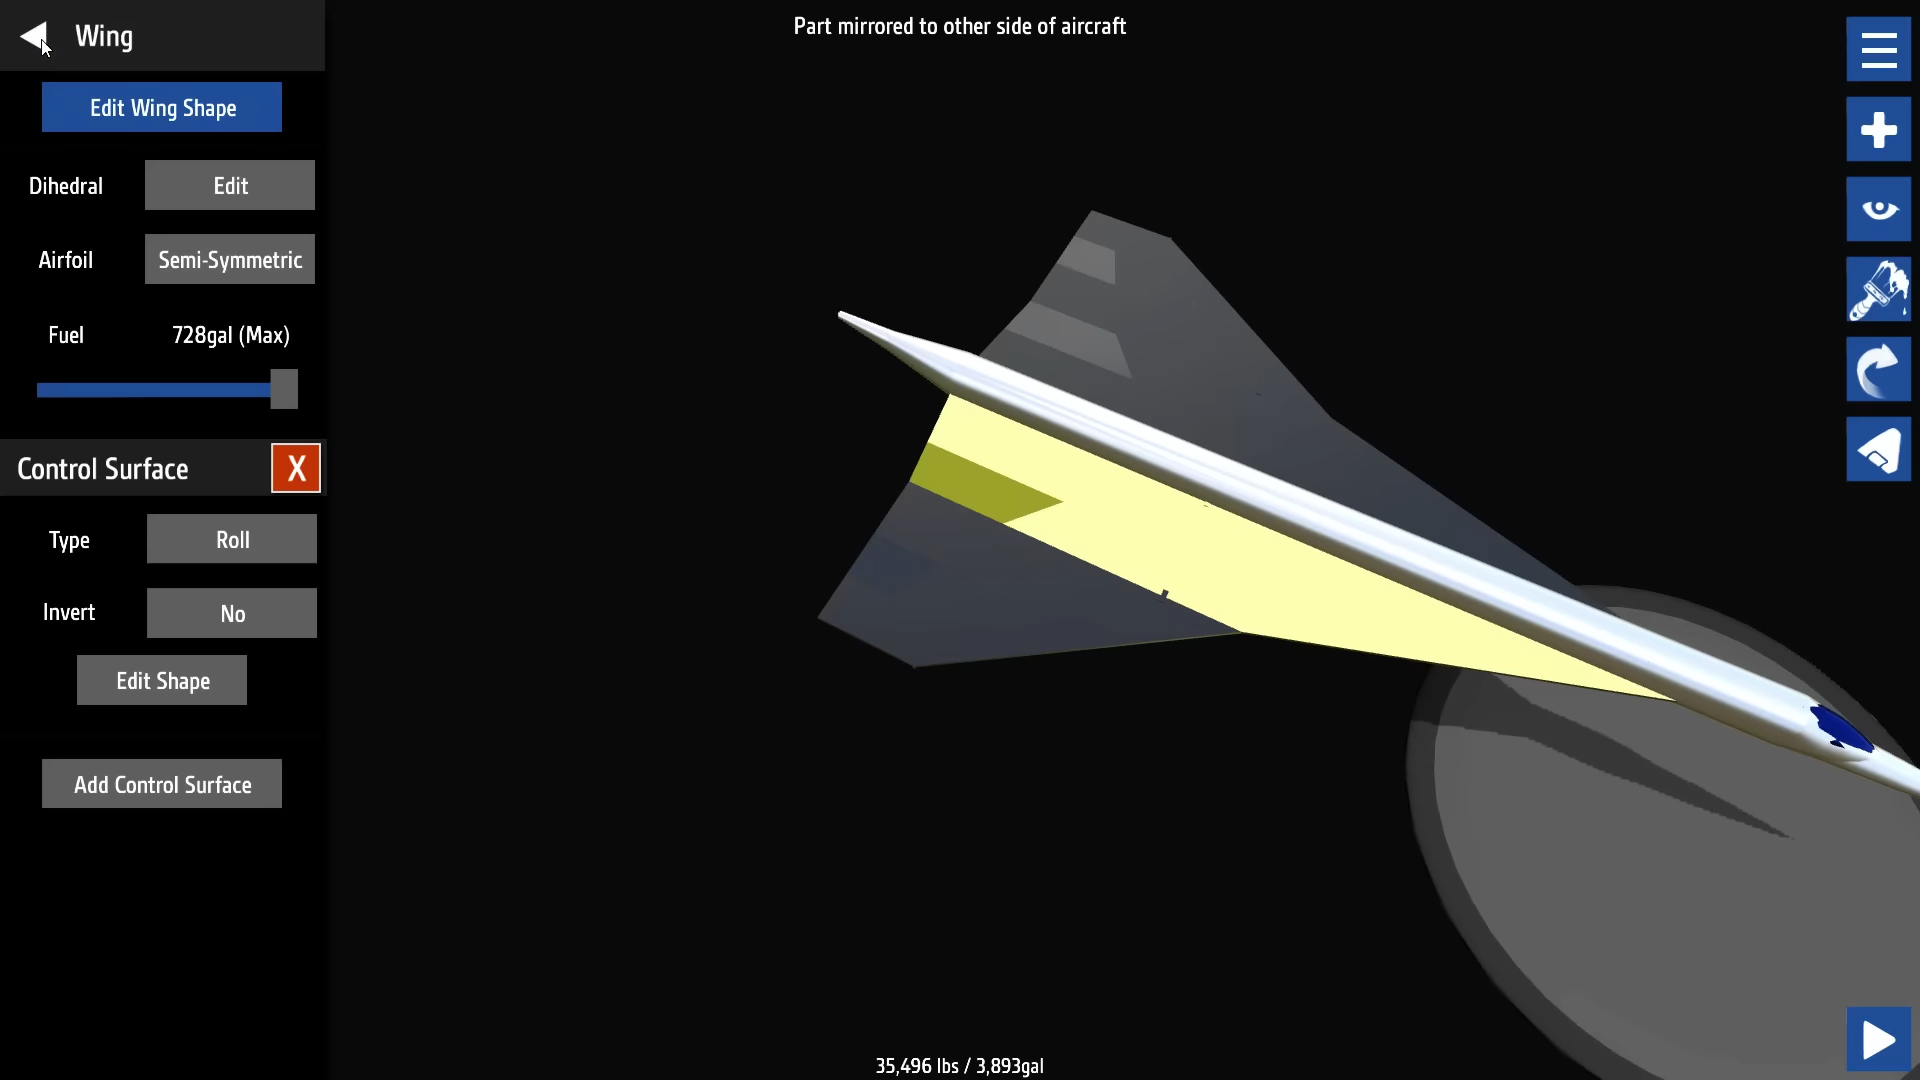 Wing
Part mirrored to other side of aircraft
Edit Wing Shape
Dihedral Edit
Airfoil Semi-Symmetric
Fuel 728gal (Max)
Control Surface X
Type Roll
Invert No
Edit Shape
Add Control Surface
35,496 lbs / 3,893gal